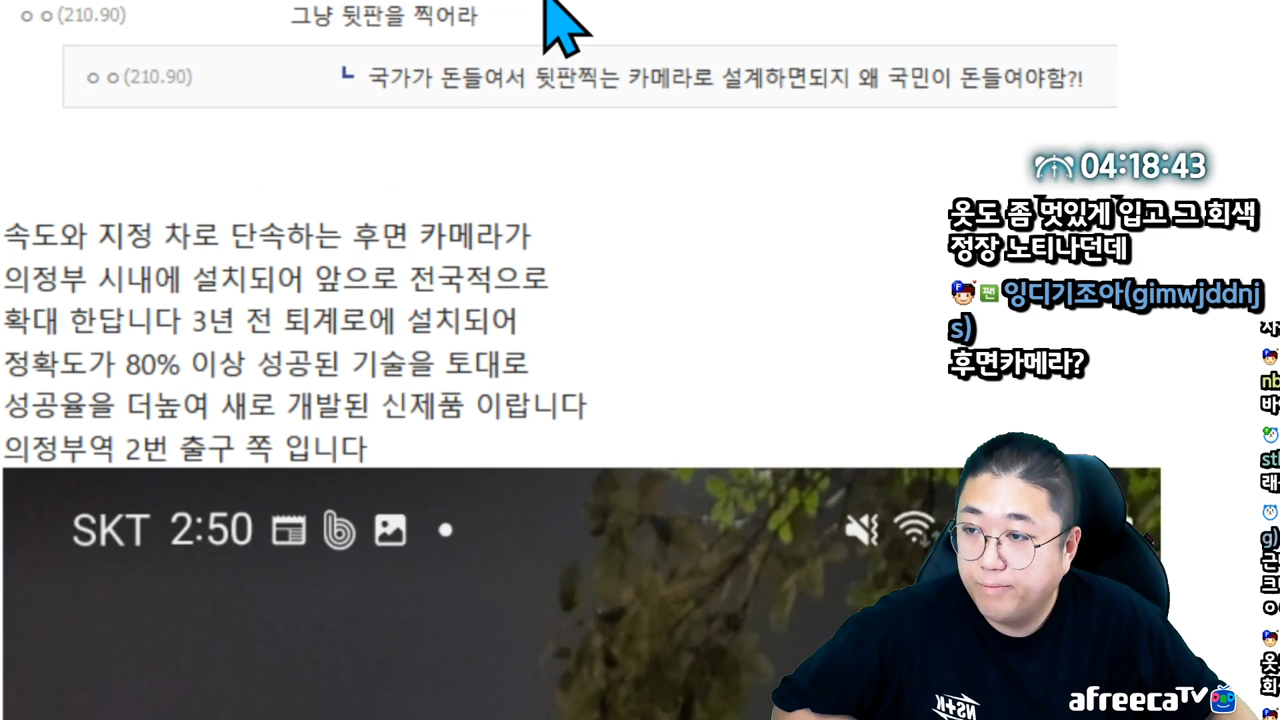 ㅇㅇ(210.90) 그냥 뒷판을 찍어라
ㅇㅇ(210.90) ┗ 국가가 돈들여서 뒷판찍는 카메라로 설계하면되지 왜 국민이 돈들여야함?!
04:18:43
옷도 좀 멋있게 입고 그 회색
정장 노티나던데
F 팬 잉디기조아(gimwjddnj
s)
후면카메라?
속도와 지정 차로 단속하는 후면 카메라가
의정부 시내에 설치되어 앞으로 전국적으로
확대 한답니다 3년 전 퇴계로에 설치되어
정확도가 80% 이상 성공된 기술을 토대로
성공율을 더높여 새로 개발된 신제품 이랍니다
의정부역 2번 출구 쪽 입니다
SKT 2:50
nb
바
st
래
g)
근
크
ㅇ
옷
회
afreecaTV